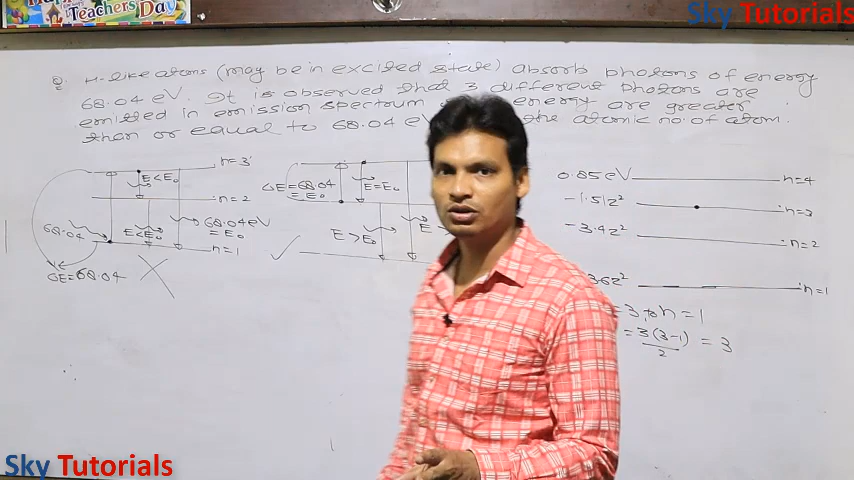 Teachers Day
Sky Tutorials
Q. H-like atoms (may be in excited state) absorb photons of energy
68.04 eV. It is observed that 3 different photons are
emitted in emission spectrum energy are greater
than or equal to 68.04 eV the atomic no. of atom.
n=3
E<E₀
n=2
68.04
E<E₀
68.04 eV
= E₀
n=1
ΔE=68.04
ΔE=68.04
= E₀
E=E₀
E>E₀
E
0.85 eV n=4
-1.51z² n=3
-3.4z² n=2
3.6z² n=1
= 3 to n = 1
= 3(3-1)/2 = 3
Sky Tutorials